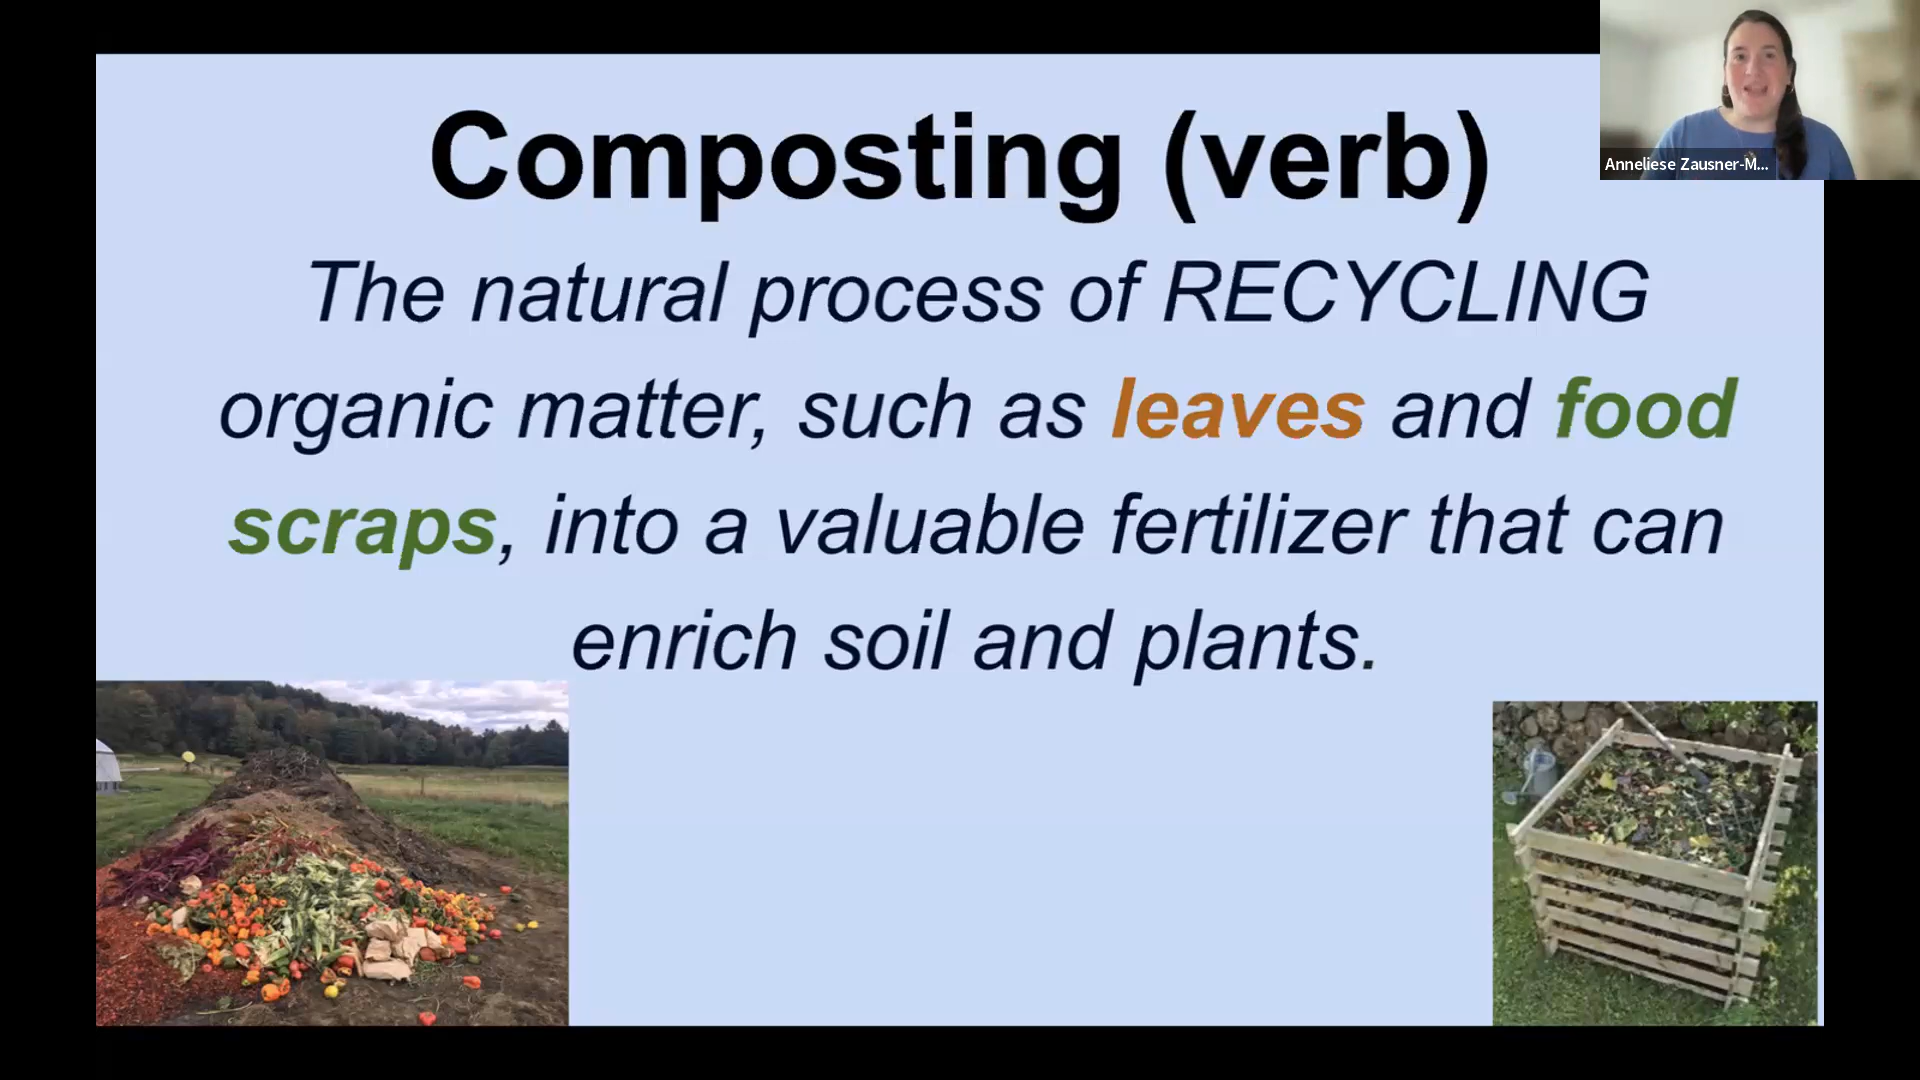 Composting (verb)
The natural process of RECYCLING
organic matter, such as leaves and food
scraps, into a valuable fertilizer that can
enrich soil and plants.
Anneliese Zausner-M...